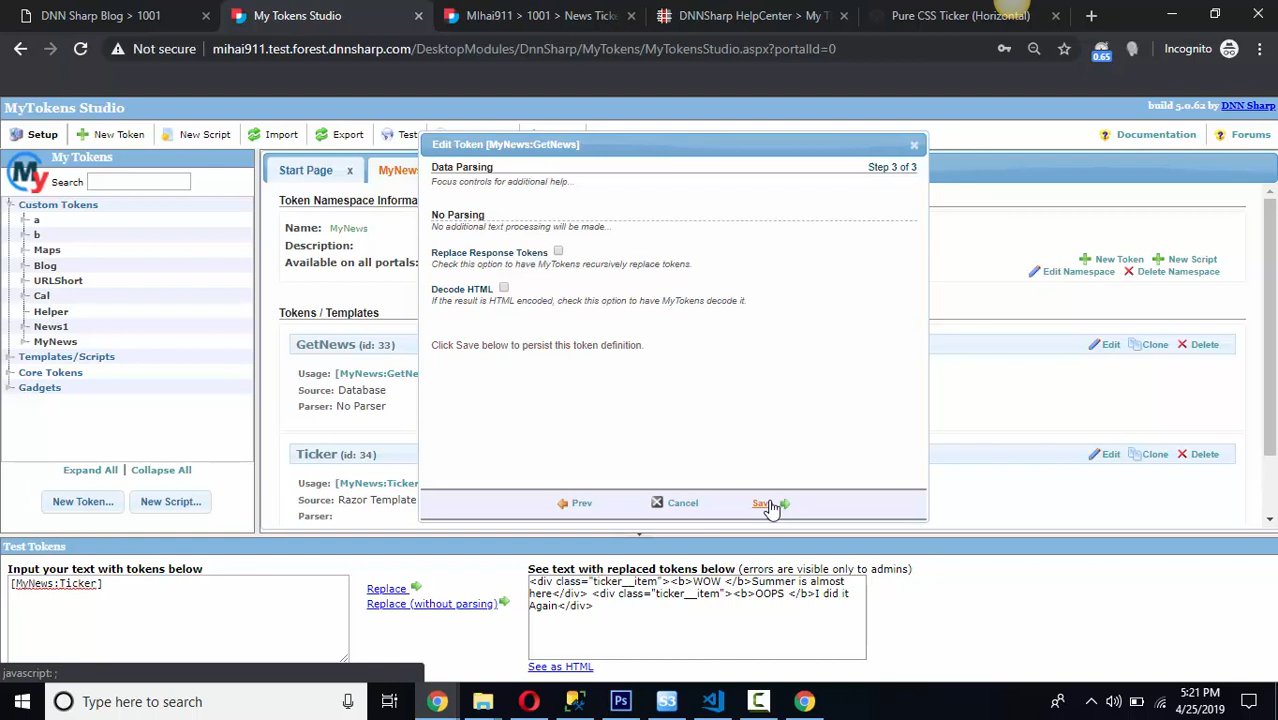 DNN Sharp Blog > 1001
My Tokens Studio
MIhai911 > 1001 > News Tick
DNNSharp HelpCenter > My T
Pure CSS Ticker (Horizontal)
Not secure
mihai911.test.forest.dnnsharp.com/DesktopModules/DnnSharp/MyTokens/MyTokensStudio.aspx?portalId=0
0.65
Incognito
MyTokens Studio
build 5.0.62 by DNN Sharp
Setup
New Token
New Script
Import
Export
Test
Documentation
Forums
My Tokens
Search
Custom Tokens
a
b
Maps
Blog
URLShort
Cal
Helper
News1
MyNews
Templates/Scripts
Core Tokens
Gadgets
Expand All | Collapse All
New Token...
New Script...
Start Page x
MyNews
Token Namespace Informa
Name: MyNews
Description:
Available on all portals:
New Token New Script
Edit Namespace Delete Namespace
Tokens / Templates
GetNews (id: 33)
Edit Clone Delete
Usage: [MyNews:GetNe
Source: Database
Parser: No Parser
Ticker (id: 34)
Edit Clone Delete
Usage: [MyNews:Ticker
Source: Razor Template
Parser:
Edit Token [MyNews:GetNews]
Data Parsing
Step 3 of 3
Focus controls for additional help...
No Parsing
No additional text processing will be made...
Replace Response Tokens
Check this option to have MyTokens recursively replace tokens.
Decode HTML
If the result is HTML encoded, check this option to have MyTokens decode it.
Click Save below to persist this token definition.
Prev
Cancel
Save
Test Tokens
Input your text with tokens below
[MyNews:Ticker]
Replace
Replace (without parsing)
See text with replaced tokens below (errors are visible only to admins)
<div class="ticker__item"><b>WOW </b>Summer is almost
here</div> <div class="ticker__item"><b>OOPS </b>I did it
Again</div>
See as HTML
javascript: ;
Type here to search
5:21 PM
4/25/2019